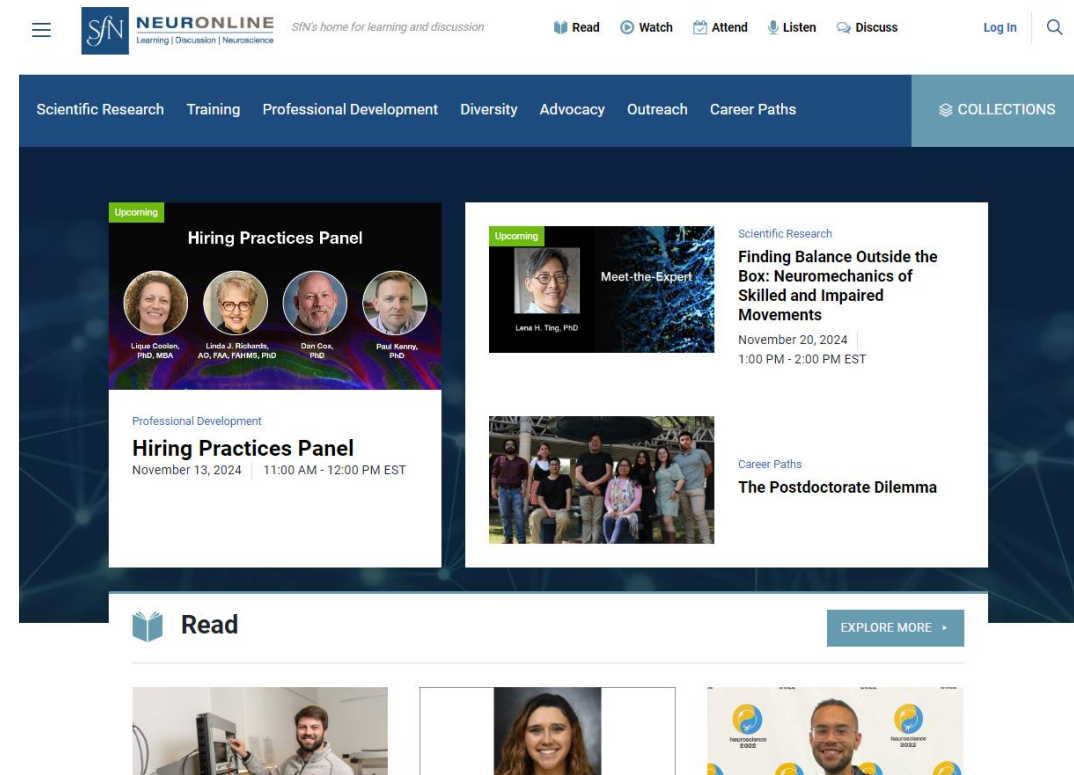 SfN NEURONLINE
Learning | Discussion | Neuroscience
SfN's home for learning and discussion
Read
Watch
Attend
Listen
Discuss
Log In
Scientific Research
Training
Professional Development
Diversity
Advocacy
Outreach
Career Paths
COLLECTIONS
Upcoming
Hiring Practices Panel
Lique Coolen,
PhD, MBA
Linda J. Richards,
AO, FAA, FAHMS, PhD
Dan Cox,
PhD
Paul Kenny,
PhD
Professional Development
Hiring Practices Panel
November 13, 2024
11:00 AM - 12:00 PM EST
Upcoming
Meet-the-Expert
Lena H. Ting, PhD
Scientific Research
Finding Balance Outside the
Box: Neuromechanics of
Skilled and Impaired
Movements
November 20, 2024
1:00 PM - 2:00 PM EST
Career Paths
The Postdoctorate Dilemma
Read
EXPLORE MORE
Neuroscience
2022
Neuroscience
2022